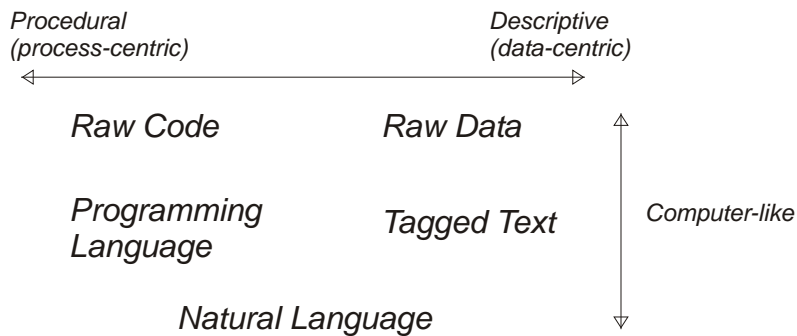 Procedural
(process-centric)
Descriptive
(data-centric)
Raw Code
Raw Data
Programming
Language
Tagged Text
Computer-like
Natural Language